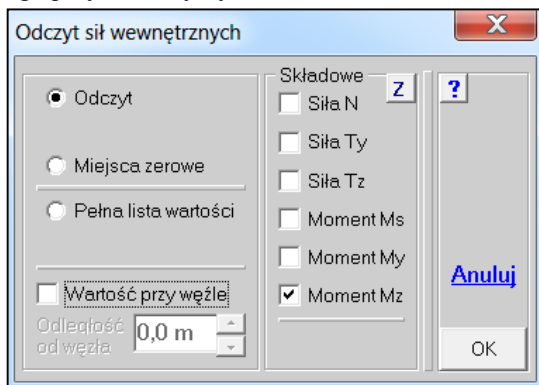 Odczyt sił wewnętrznych
X
Odczyt
Miejsca zerowe
Pełna lista wartości
Wartość przy węźle
Odległość
od węzła
0,0 m
Składowe
Z
Siła N
Siła Ty
Siła Tz
Moment Ms
Moment My
Moment Mz
?
Anuluj
OK